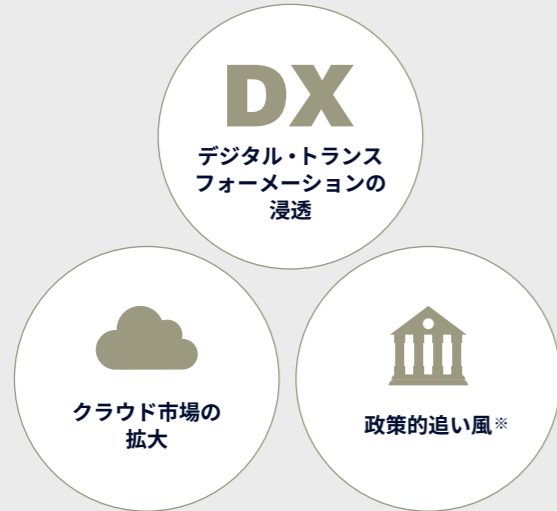 DX
デジタル・トランス
フォーメーションの
浸透
クラウド市場の
拡大
政策的追い風※